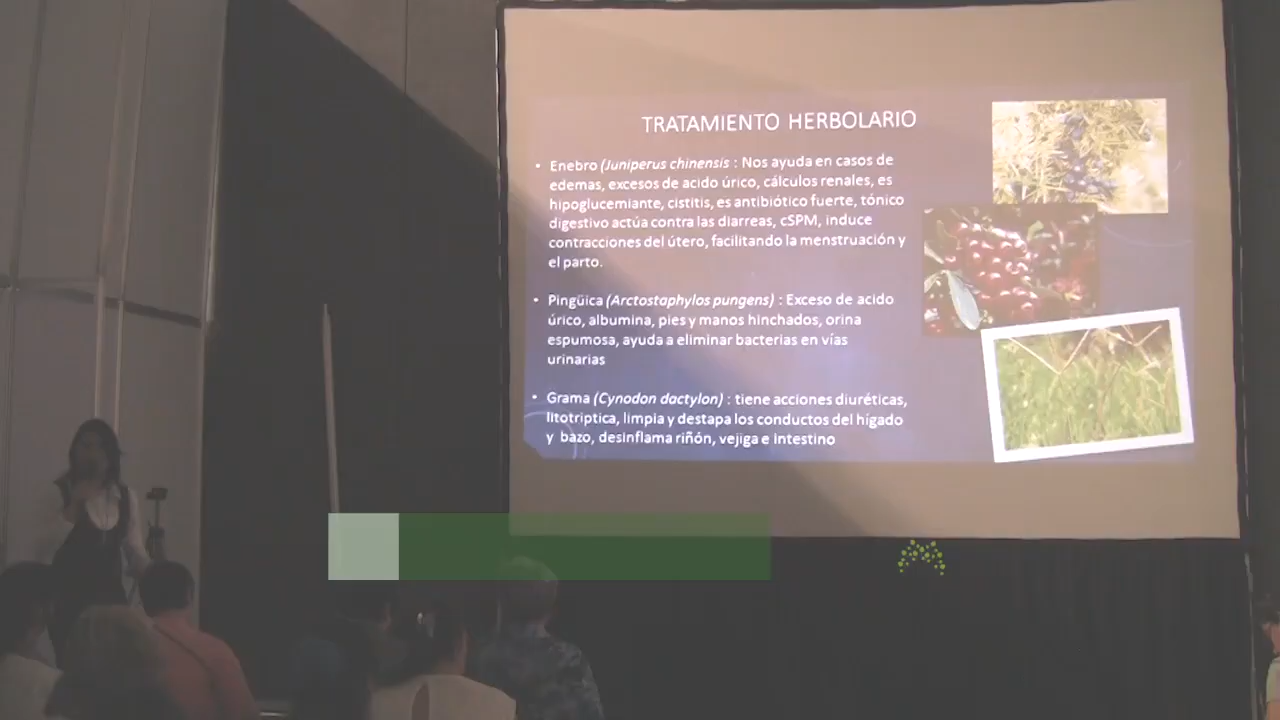 TRATAMIENTO HERBOLARIO
• Enebro (Juniperus chinensis : Nos ayuda en casos de
edemas, excesos de acido úrico, cálculos renales, es
hipoglucemiante, cistitis, es antibiótico fuerte, tónico
digestivo actúa contra las diarreas, cSPM, induce
contracciones del útero, facilitando la menstruación y
el parto.
• Pingüica (Arctostaphylos pungens) : Exceso de acido
úrico, albumina, pies y manos hinchados, orina
espumosa, ayuda a eliminar bacterias en vías
urinarias
• Grama (Cynodon dactylon) : tiene acciones diuréticas,
litotriptica, limpia y destapa los conductos del hígado
y bazo, desinflama riñón, vejiga e intestino